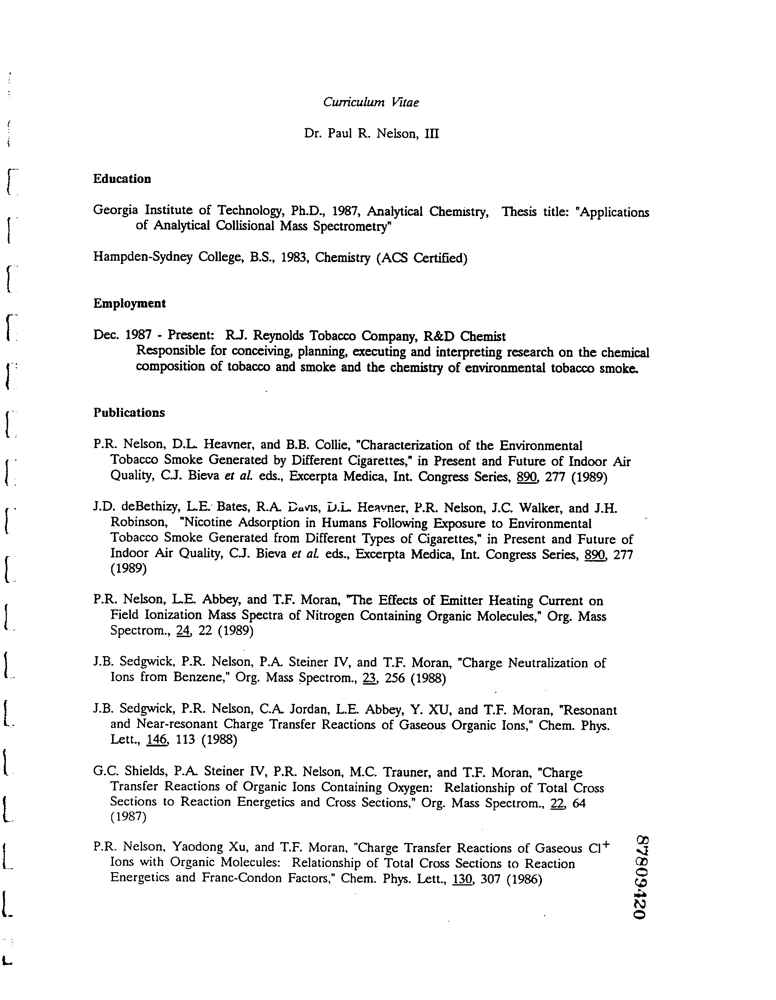 Curriculum Vitae
Dr. Paul R. Nelson, III
Education
Georgia Institute of Technology, Ph.D., 1987, Analytical Chemistry, Thesis title: "Applications
of Analytical Collisional Mass Spectrometry"
Hampden-Sydney College, B.S., 1983, Chemistry (ACS Certified)
Employment
Dec. 1987 - Present: R.J. Reynolds Tobacco Company, R&D Chemist
Responsible for conceiving, planning, executing and interpreting research on the chemical
composition of tobacco and smoke and the chemistry of environmental tobacco smoke.
Publications
P.R. Nelson, D.L. Heavner, and B.B. Collie, "Characterization of the Environmental
Tobacco Smoke Generated by Different Cigarettes," in Present and Future of Indoor Air
Quality, C.J. Bieva et al. eds., Excerpta Medica, Int. Congress Series, 890, 277 (1989)
J.D. deBethizy, L.E. Bates, R.A. Davis, D.L. Heavner, P.R. Nelson, J.C. Walker, and J.H.
Robinson, "Nicotine Adsorption in Humans Following Exposure to Environmental
Tobacco Smoke Generated from Different Types of Cigarettes," in Present and Future of
Indoor Air Quality, C.J. Bieva et al. eds., Excerpta Medica, Int. Congress Series, 890, 277
(1989)
P.R. Nelson, L.E. Abbey, and T.F. Moran, "The Effects of Emitter Heating Current on
Field Ionization Mass Spectra of Nitrogen Containing Organic Molecules," Org. Mass
Spectrom., 24, 22 (1989)
J.B. Sedgwick, P.R. Nelson, P.A. Steiner IV, and T.F. Moran, "Charge Neutralization of
Ions from Benzene," Org. Mass Spectrom., 23, 256 (1988)
J.B. Sedgwick, P.R. Nelson, C.A. Jordan, L.E. Abbey, Y. XU, and T.F. Moran, "Resonant
and Near-resonant Charge Transfer Reactions of Gaseous Organic Ions," Chem. Phys.
Lett., 146, 113 (1988)
G.C. Shields, P.A. Steiner IV, P.R. Nelson, M.C. Trauner, and T.F. Moran, "Charge
Transfer Reactions of Organic Ions Containing Oxygen: Relationship of Total Cross
Sections to Reaction Energetics and Cross Sections," Org. Mass Spectrom., 22, 64
(1987)
P.R. Nelson, Yaodong Xu, and T.F. Moran, "Charge Transfer Reactions of Gaseous Cl+
Ions with Organic Molecules: Relationship of Total Cross Sections to Reaction
Energetics and Franc-Condon Factors," Chem. Phys. Lett., 130, 307 (1986)
87809420